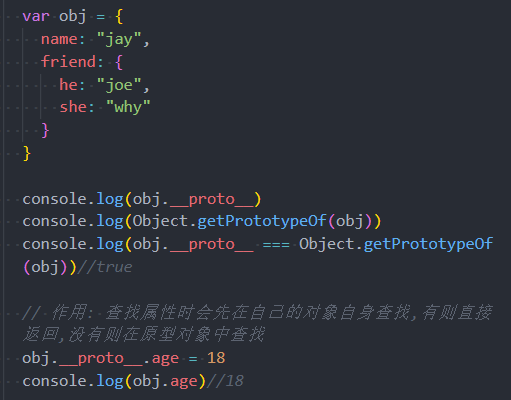 var obj = {
name: "jay",
friend: {
he: "joe",
she: "why"
}
}
console.log(obj.__proto__)
console.log(Object.getPrototypeOf(obj))
console.log(obj.__proto__ === Object.getPrototypeOf
(obj))//true
// 作用: 查找属性时会先在自己的对象自身查找,有则直接
返回,没有则在原型对象中查找
obj.__proto__.age = 18
console.log(obj.age)//18